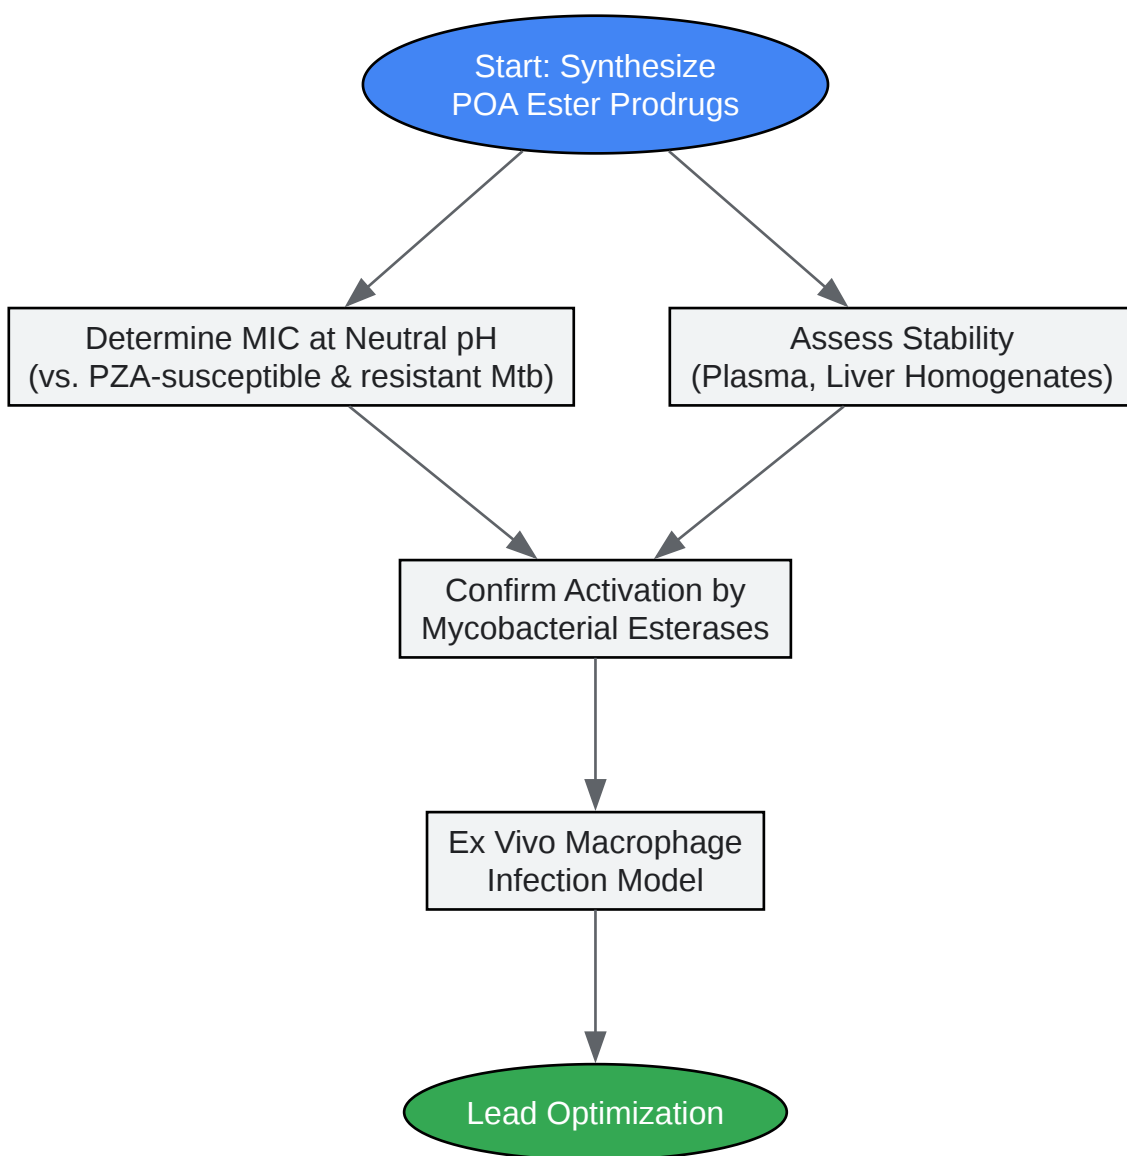 Start: Synthesize
POA Ester Prodrugs
Determine MIC at Neutral pH
(vs. PZA-susceptible & resistant Mtb)
Assess Stability
(Plasma, Liver Homogenates)
Confirm Activation by
Mycobacterial Esterases
Ex Vivo Macrophage
Infection Model
Lead Optimization